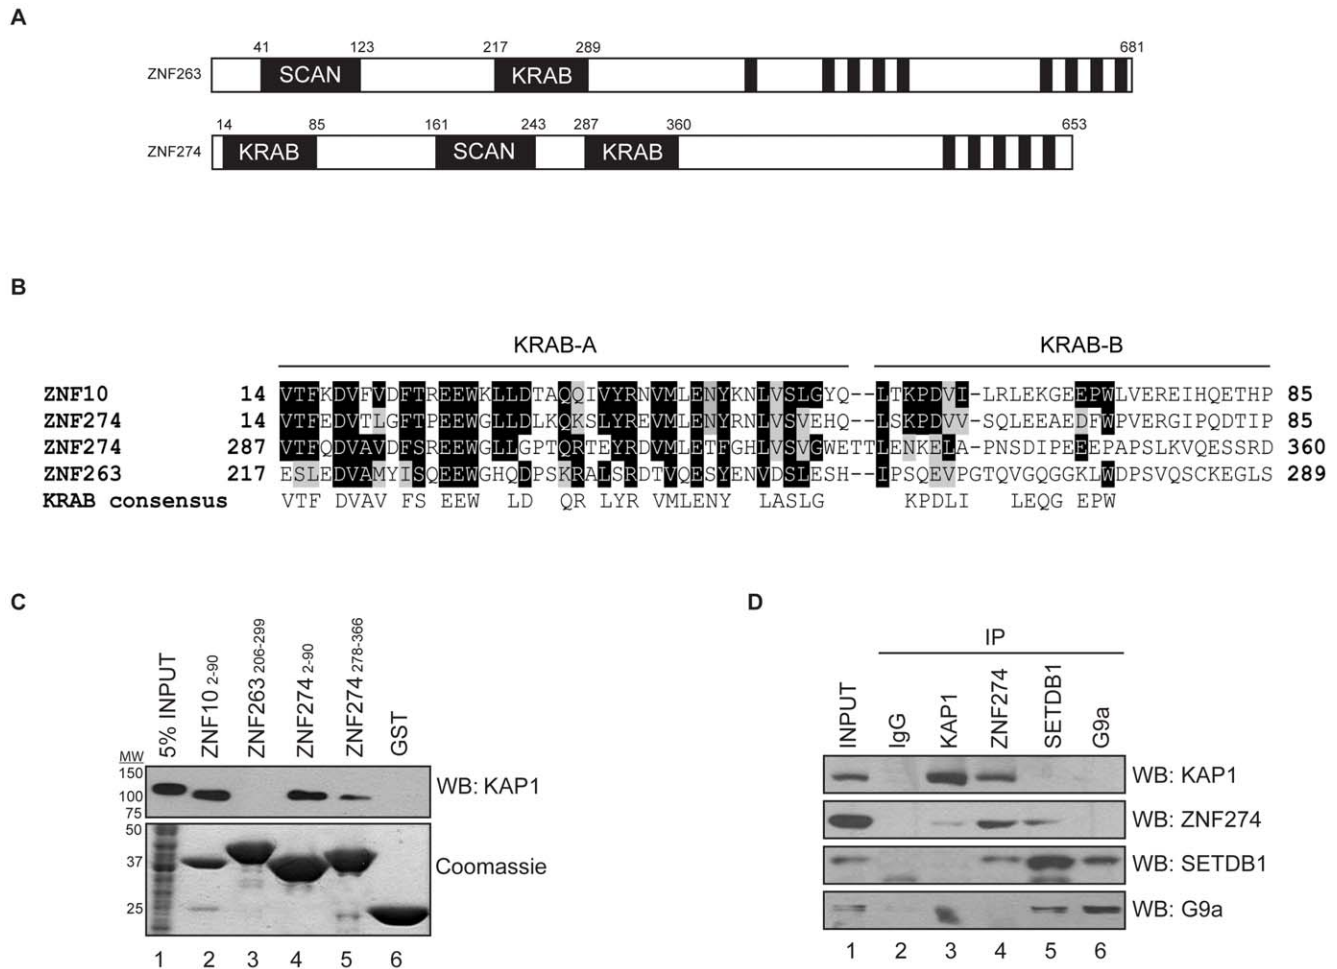 A
41 123 217 289 681
ZNF263 SCAN KRAB
14 85 161 243 287 360 653
ZNF274 KRAB SCAN KRAB
B
KRAB-A KRAB-B
ZNF10 14 VTFKDVFVDFTREEWKLLDTAQQIVYRNVMLENYKNLVSLGYQ--LTKPDVI-LRLEKGEEPWLVEREIHQETHP 85
ZNF274 14 VTFEDVTLGFTPEEWGLLDLKQKSLYREVMLENYRNLVSVEHQ--LSKPDVV-SQLEEAEDFWPVERGIPQDTIP 85
ZNF274 287 VTFQDVAVDFSREEWGLLGPTQRTEYRDVMLETFGHLVSVGWETTLENKELA-PNSDIPEEEPAPSLKVQESSRD 360
ZNF263 217 ESLEDVAMYISQEEWGHQDPSKRALSRDTVQESYENVDSLESH--IPSQEVPGTQVGQGGKLWDPSVQSCKEGLS 289
KRAB consensus VTF DVAV FS EEW LD QR LYR VMLENY LASLG KPDLI LEQG EPW
C
5% INPUT ZNF10 2-90 ZNF263 206-299 ZNF274 2-90 ZNF274 278-366 GST
MW
150
100
75
WB: KAP1
50
37
25
Coomassie
1 2 3 4 5 6
D
IP
INPUT IgG KAP1 ZNF274 SETDB1 G9a
WB: KAP1
WB: ZNF274
WB: SETDB1
WB: G9a
1 2 3 4 5 6